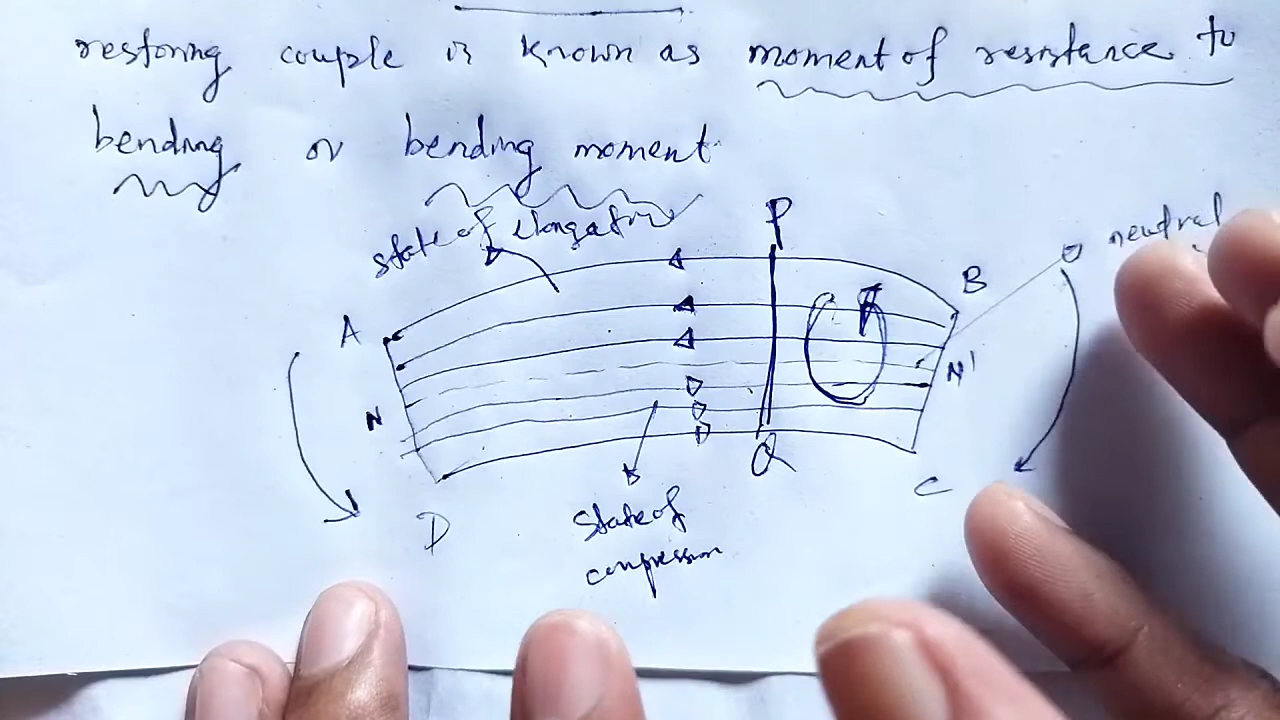 restoring couple is known as moment of resistance to
bending or bending moment
state of elongation
P
neutral
B
A
N'
N
Q
C
D
State of
compression